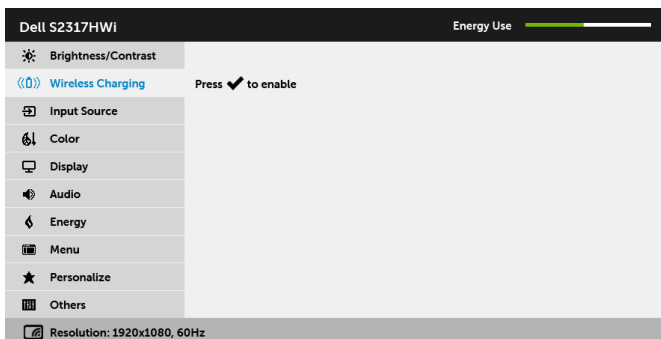 Dell S2317HWi
Energy Use
Brightness/Contrast
Wireless Charging
Press ✔ to enable
Input Source
Color
Display
Audio
Energy
Menu
Personalize
Others
Resolution: 1920x1080, 60Hz